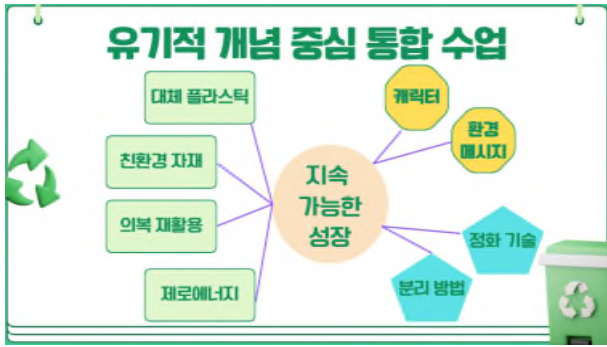 유기적 개념 중심 통합 수업
대체 플라스틱
친환경 자재
의복 재활용
제로에너지
지속
가능한
성장
캐릭터
환경
메시지
정화 기술
분리 방법